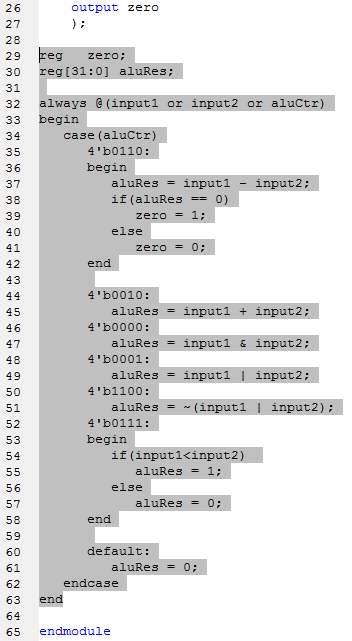 26 output zero
27 );
28
29 reg zero;
30 reg[31:0] aluRes;
31
32 always @(input1 or input2 or aluCtr)
33 begin
34 case(aluCtr)
35 4'b0110:
36 begin
37 aluRes = input1 - input2;
38 if(aluRes == 0)
39 zero = 1;
40 else
41 zero = 0;
42 end
43
44 4'b0010:
45 aluRes = input1 + input2;
46 4'b0000:
47 aluRes = input1 & input2;
48 4'b0001:
49 aluRes = input1 | input2;
50 4'b1100:
51 aluRes = ~(input1 | input2);
52 4'b0111:
53 begin
54 if(input1<input2)
55 aluRes = 1;
56 else
57 aluRes = 0;
58 end
59
60 default:
61 aluRes = 0;
62 endcase
63 end
64
65 endmodule